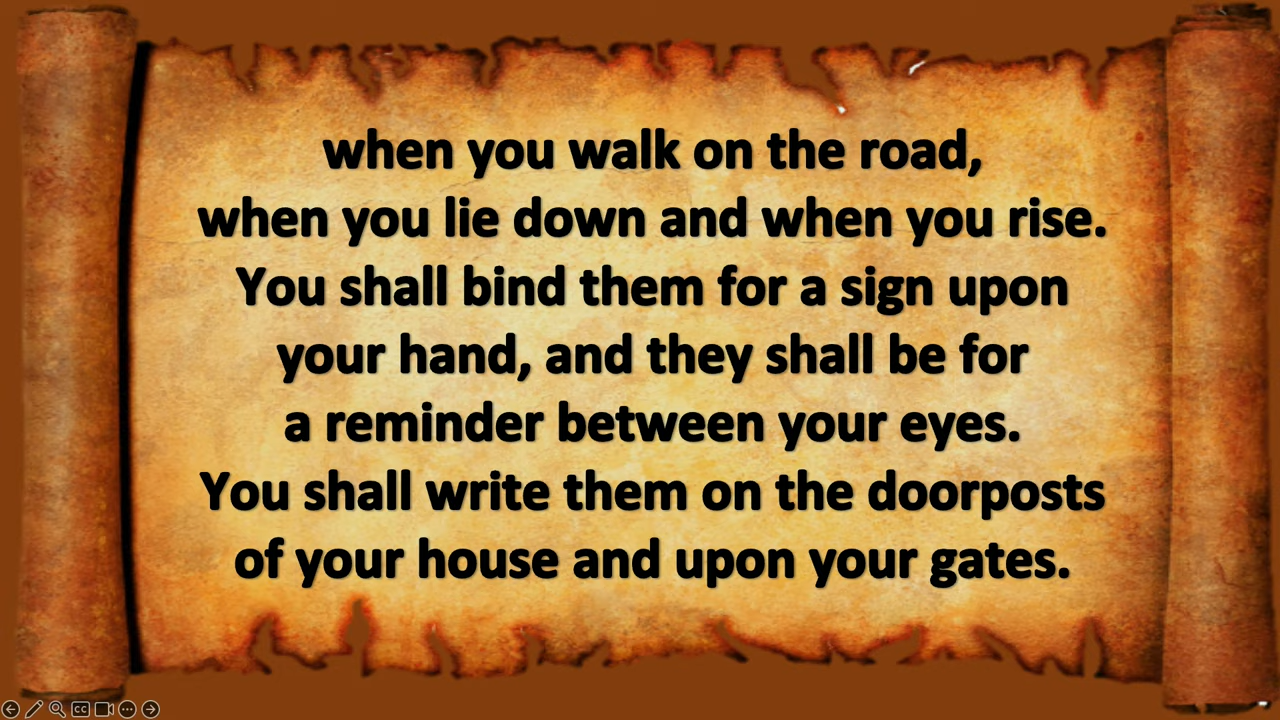 when you walk on the road,
when you lie down and when you rise.
You shall bind them for a sign upon
your hand, and they shall be for
a reminder between your eyes.
You shall write them on the doorposts
of your house and upon your gates.
CC